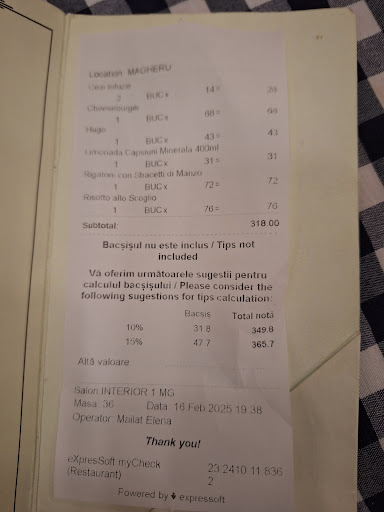 Location: MAGHERU
Ceai Infuzie
2 BUC x 14 = 28
Cheeseburger
1 BUC x 68 = 68
Hugo
1 BUC x 43 = 43
Limonada Capsuni Minerala 400ml
1 BUC x 31 = 31
Rigatoni con Sbacetti di Manzo
1 BUC x 72 = 72
Risotto allo Scoglio
1 BUC x 76 = 76
Subtotal: 318.00
Bacșișul nu este inclus / Tips not
included
Vă oferim următoarele sugestii pentru
calculul bacșișului / Please consider the
following sugestions for tips calculation:
Bacsis Total notă
10% 31.8 349.8
15% 47.7 365.7
Altă valoare
Salon INTERIOR 1 MG
Masa: 36 Data: 16 Feb 2025 19:38
Operator: Mailat Elena
Thank you!
eXpresSoft myCheck 23.2410.11.836
(Restaurant) 2
Powered by expressoft